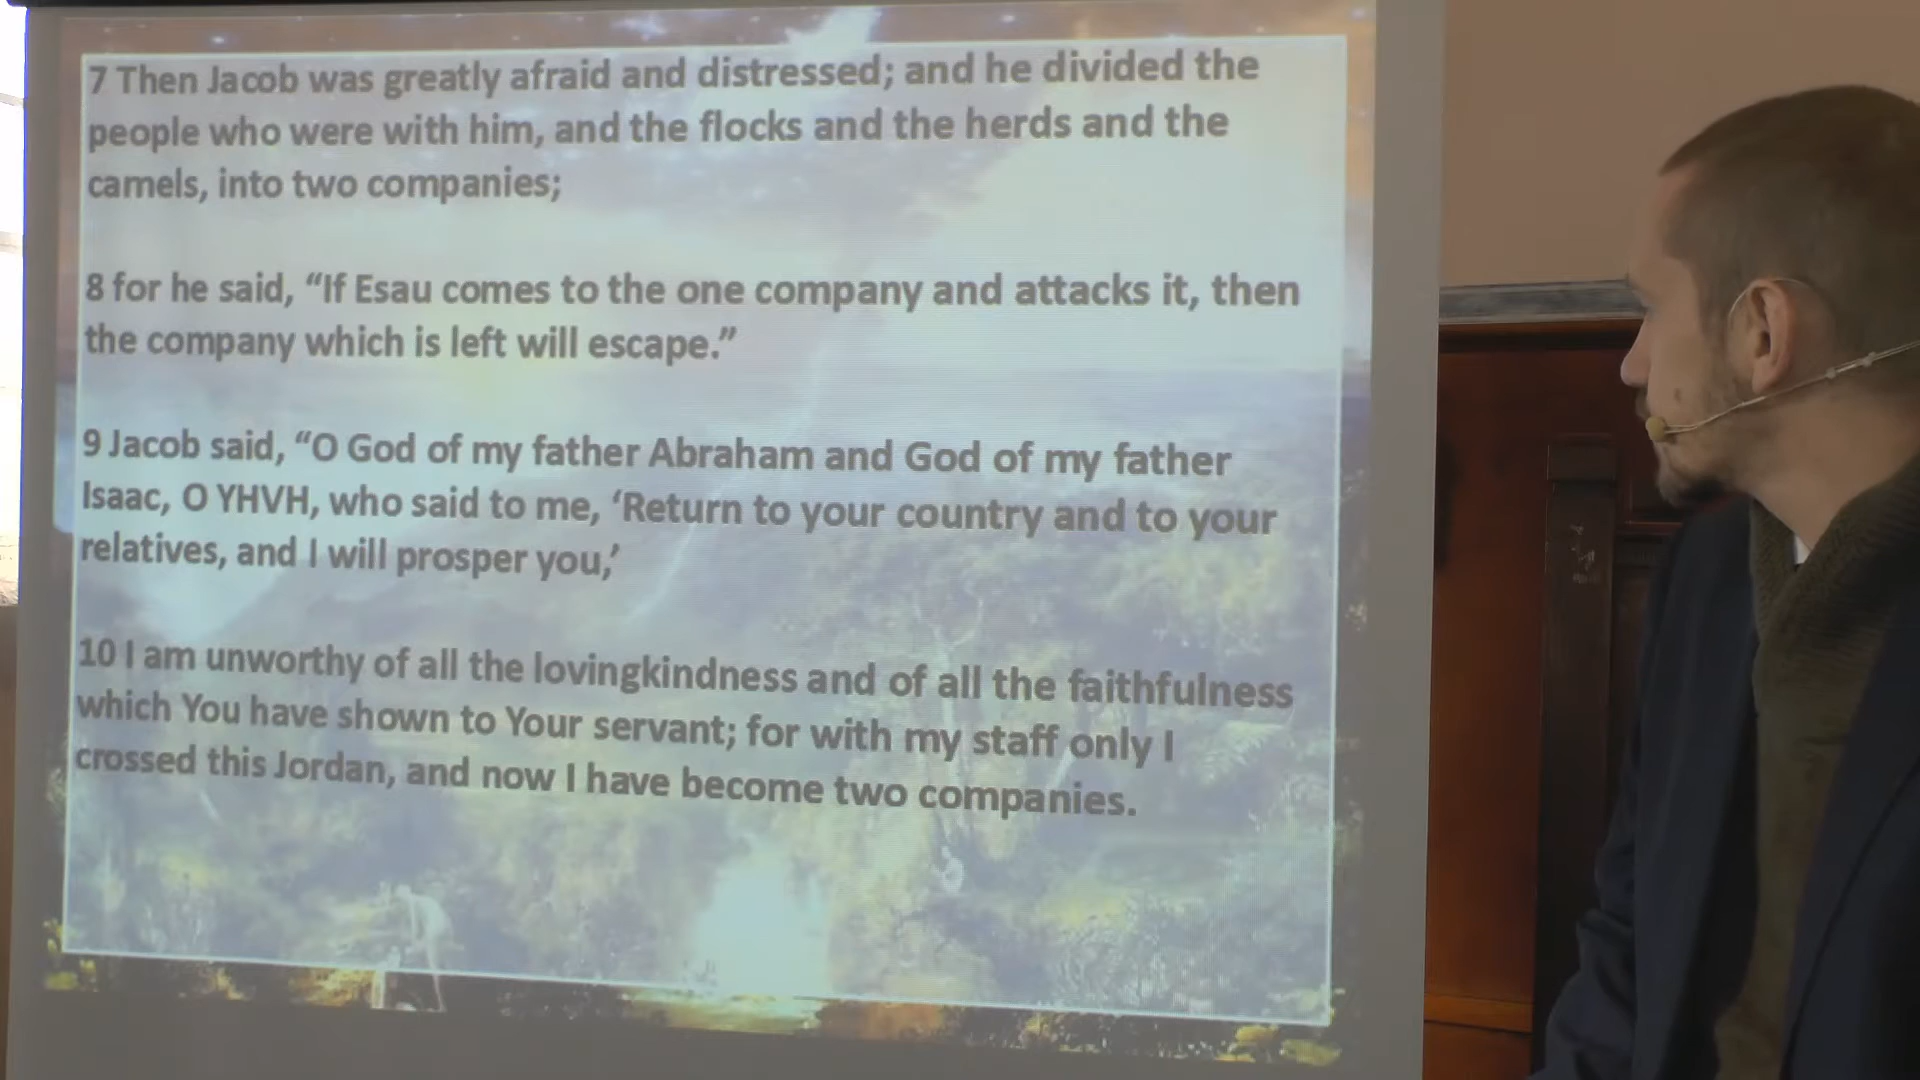 7 Then Jacob was greatly afraid and distressed; and he divided the
people who were with him, and the flocks and the herds and the
camels, into two companies;
8 for he said, “If Esau comes to the one company and attacks it, then
the company which is left will escape.”
9 Jacob said, “O God of my father Abraham and God of my father
Isaac, O YHVH, who said to me, ‘Return to your country and to your
relatives, and I will prosper you,’
10 I am unworthy of all the lovingkindness and of all the faithfulness
which You have shown to Your servant; for with my staff only I
crossed this Jordan, and now I have become two companies.